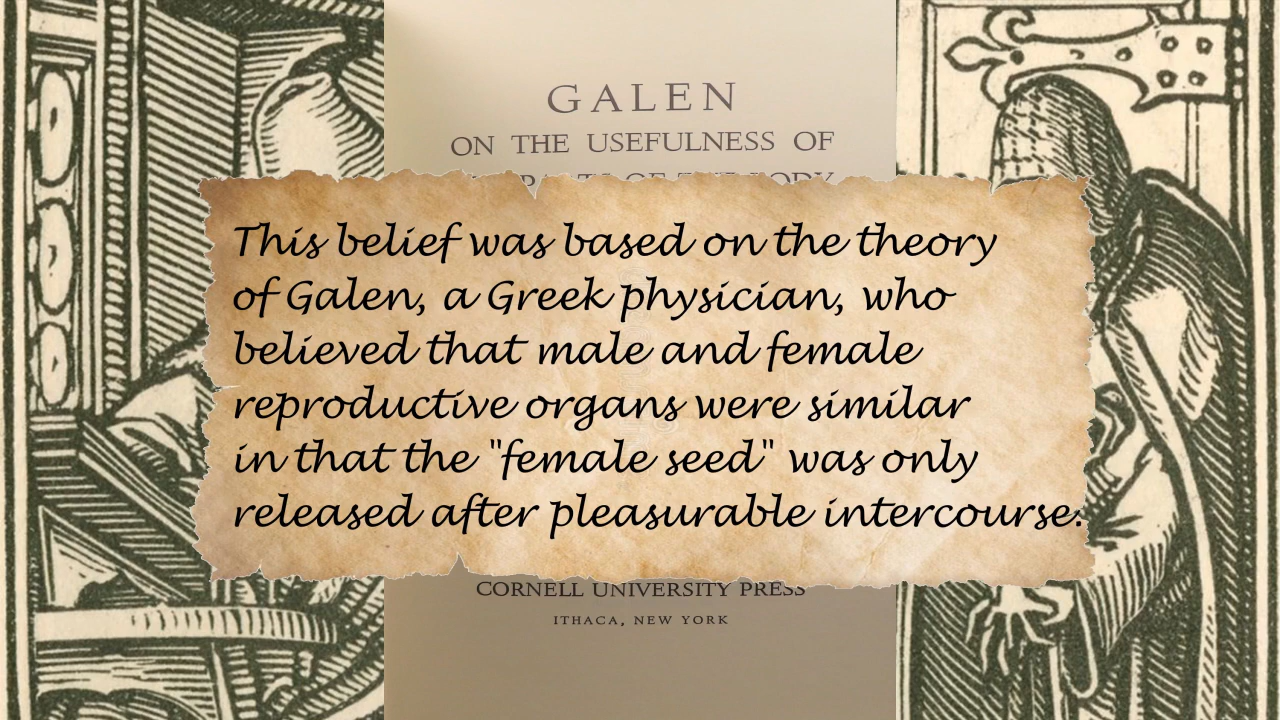 GALEN
ON THE USEFULNESS OF
This belief was based on the theory
of Galen, a Greek physician, who
believed that male and female
reproductive organs were similar
in that the "female seed" was only
released after pleasurable intercourse.
CORNELL UNIVERSITY PRESS
ITHACA, NEW YORK